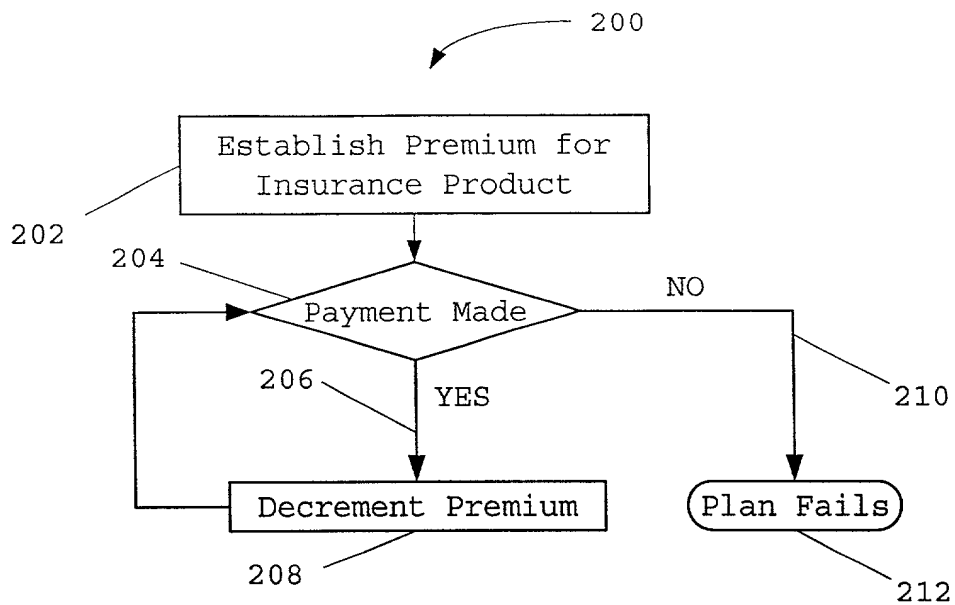 200
Establish Premium for
Insurance Product
202
204
Payment Made
NO
206
YES
210
Decrement Premium
Plan Fails
208
212